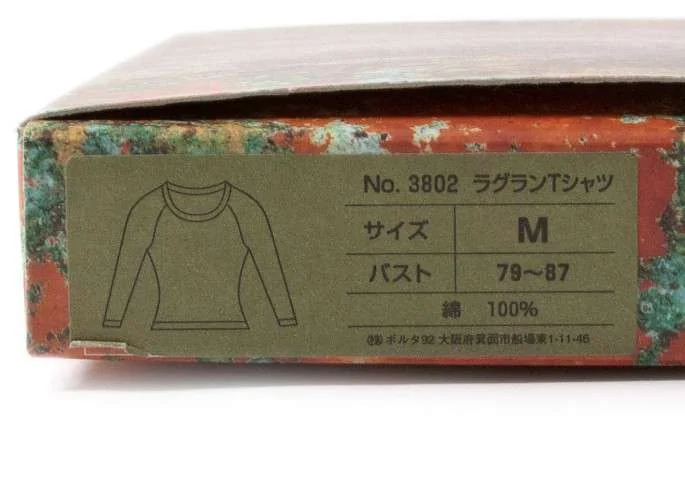 No. 3802 ラグランTシャツ
サイズ M
バスト 79～87
綿 100%
㈱ ボルタ92 大阪府箕面市船場東1-11-46